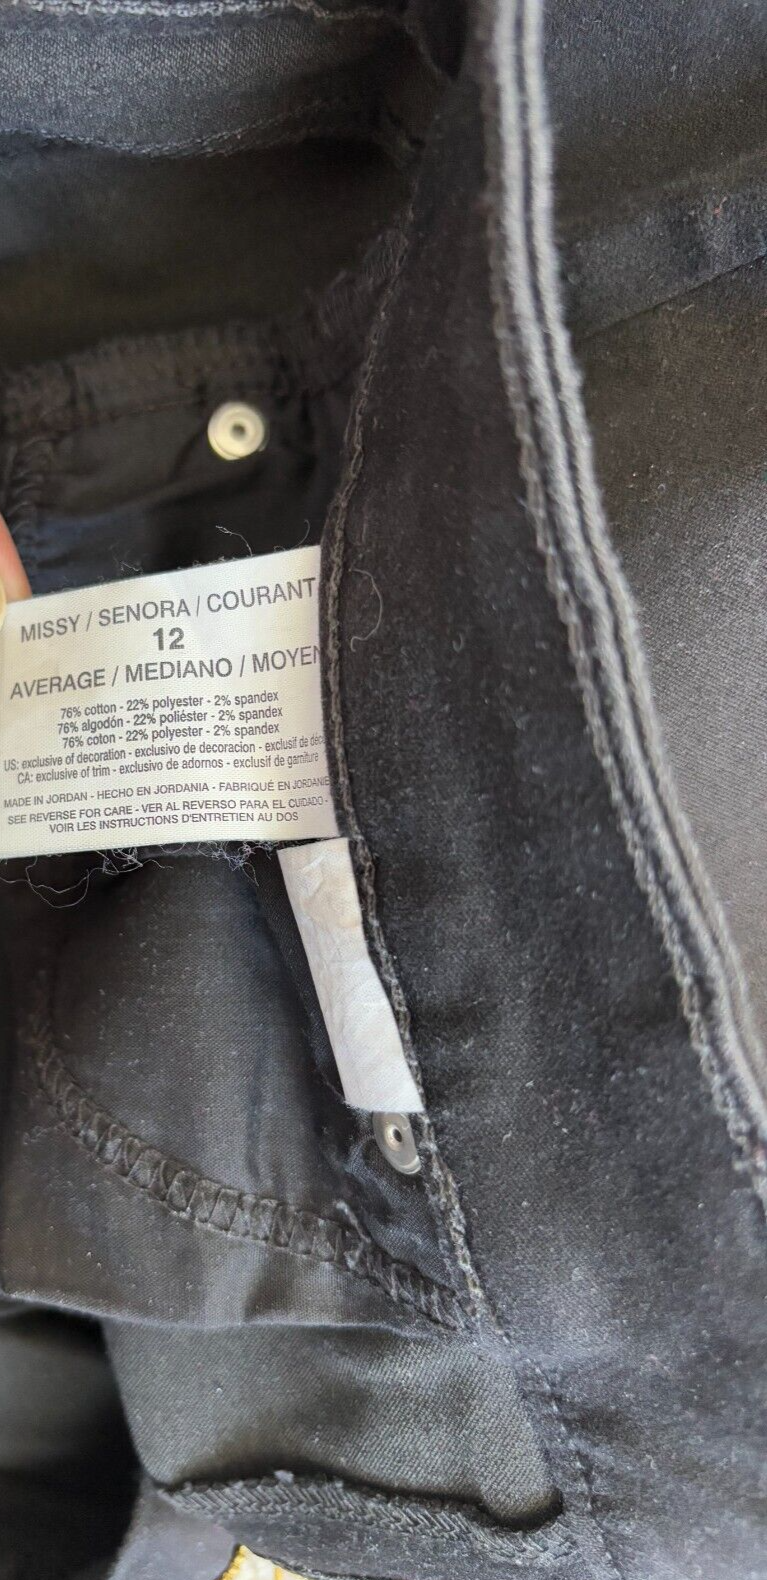 MISSY / SENORA / COURANT
12
AVERAGE / MEDIANO / MOYEN
76% cotton - 22% polyester - 2% spandex
76% algodón - 22% poliéster - 2% spandex
76% coton - 22% polyester - 2% spandex
US: exclusive of decoration - exclusivo de decoracion - exclusif de
CA: exclusive of trim - exclusivo de adornos - exclusif de garniture
MADE IN JORDAN - HECHO EN JORDANIA - FABRIQUÉ EN JORDANIE
SEE REVERSE FOR CARE - VER AL REVERSO PARA EL CUIDADO -
VOIR LES INSTRUCTIONS D'ENTRETIEN AU DOS